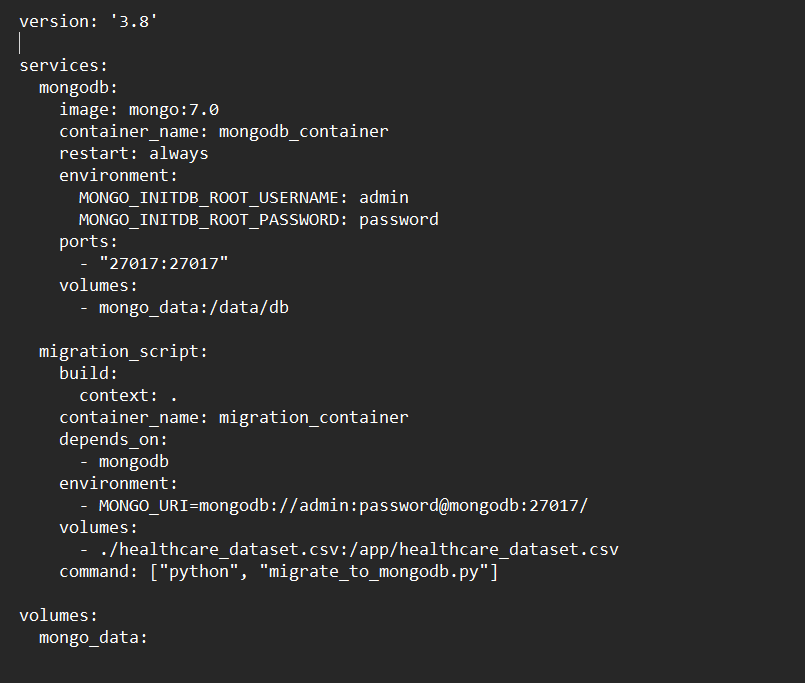 version: '3.8'
services:
mongodb:
image: mongo:7.0
container_name: mongodb_container
restart: always
environment:
MONGO_INITDB_ROOT_USERNAME: admin
MONGO_INITDB_ROOT_PASSWORD: password
ports:
- "27017:27017"
volumes:
- mongo_data:/data/db
migration_script:
build:
context: .
container_name: migration_container
depends_on:
- mongodb
environment:
- MONGO_URI=mongodb://admin:password@mongodb:27017/
volumes:
- ./healthcare_dataset.csv:/app/healthcare_dataset.csv
command: ["python", "migrate_to_mongodb.py"]
volumes:
mongo_data: